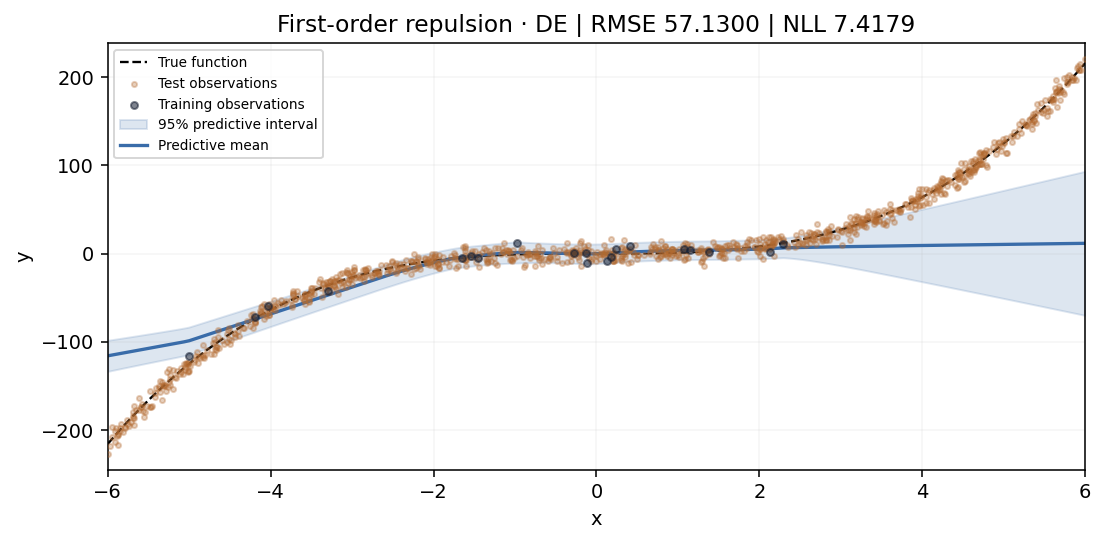 First-order repulsion · DE | RMSE 57.1300 | NLL 7.4179
True function
Test observations
Training observations
95% predictive interval
Predictive mean
200
100
0
−100
−200
y
−6
−4
−2
0
2
4
6
x